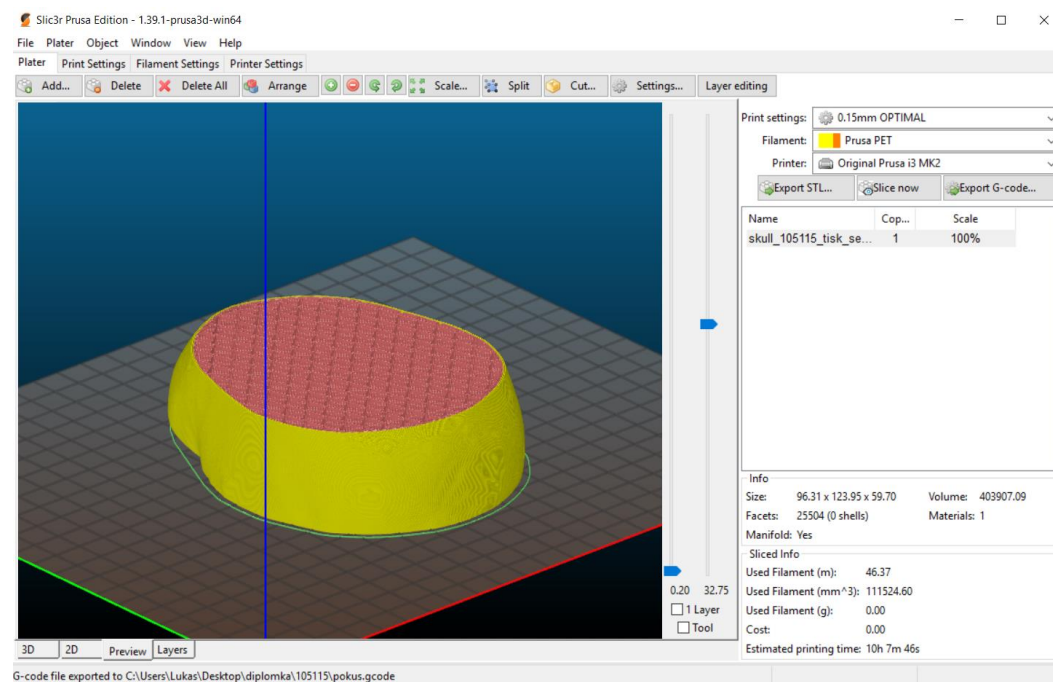 Slic3r Prusa Edition - 1.39.1-prusa3d-win64
File Plater Object Window View Help
Plater Print Settings Filament Settings Printer Settings
Add... Delete Delete All Arrange Scale... Split Cut... Settings... Layer editing
Print settings: 0.15mm OPTIMAL
Filament: Prusa PET
Printer: Original Prusa i3 MK2
Export STL... Slice now Export G-code...
Name Cop... Scale
skull_105115_tisk_se... 1 100%
Info
Size: 96.31 x 123.95 x 59.70 Volume: 403907.09
Facets: 25504 (0 shells) Materials: 1
Manifold: Yes
Sliced Info
Used Filament (m): 46.37
Used Filament (mm^3): 111524.60
Used Filament (g): 0.00
Cost: 0.00
Estimated printing time: 10h 7m 46s
0.20 32.75
1 Layer
Tool
3D 2D Preview Layers
G-code file exported to C:\Users\Lukas\Desktop\diplomka\105115\pokus.gcode